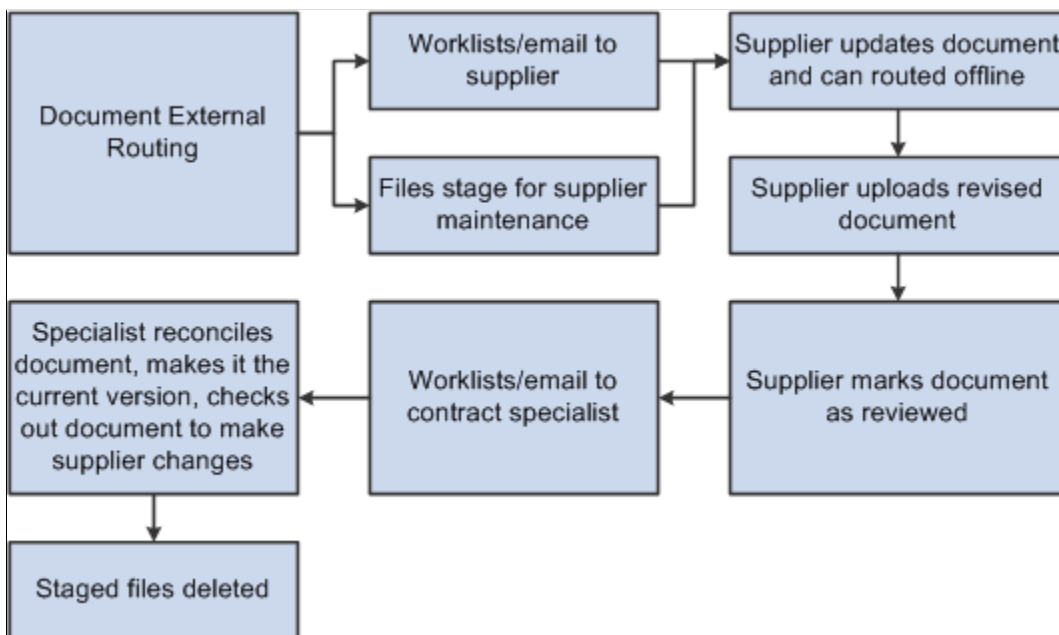 Document External
Routing
Worklists/email to
supplier
Files stage for supplier
maintenance
Supplier updates document
and can routed offline
Supplier uploads revised
document
Supplier marks document
as reviewed
Worklists/email to
contract specialist
Specialist reconciles
document, makes it the
current version, checks
out document to make
supplier changes
Staged files deleted